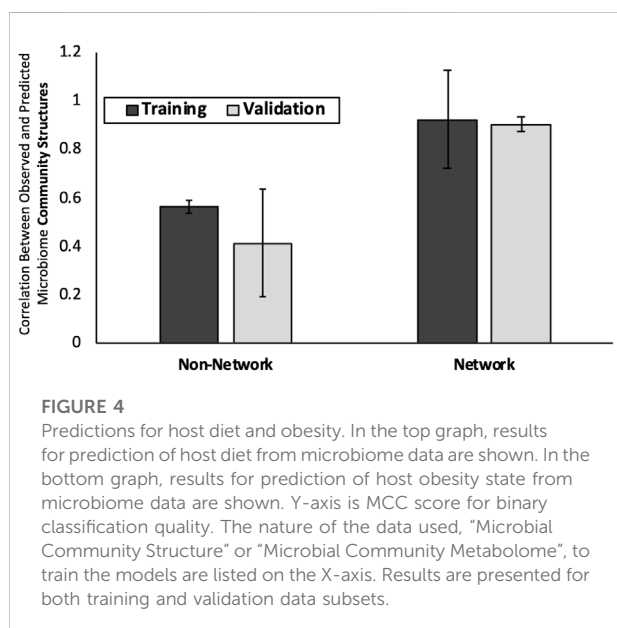 1.2
1
0.8
0.6
0.4
0.2
0
Correlation Between Observed and Predicted
Microbiome Community Structures
Training Validation
Non-Network Network
FIGURE 4
Predictions for host diet and obesity. In the top graph, results
for prediction of host diet from microbiome data are shown. In the
bottom graph, results for prediction of host obesity state from
microbiome data are shown. Y-axis is MCC score for binary
classification quality. The nature of the data used, “Microbial
Community Structure” or “Microbial Community Metabolome”, to
train the models are listed on the X-axis. Results are presented for
both training and validation data subsets.